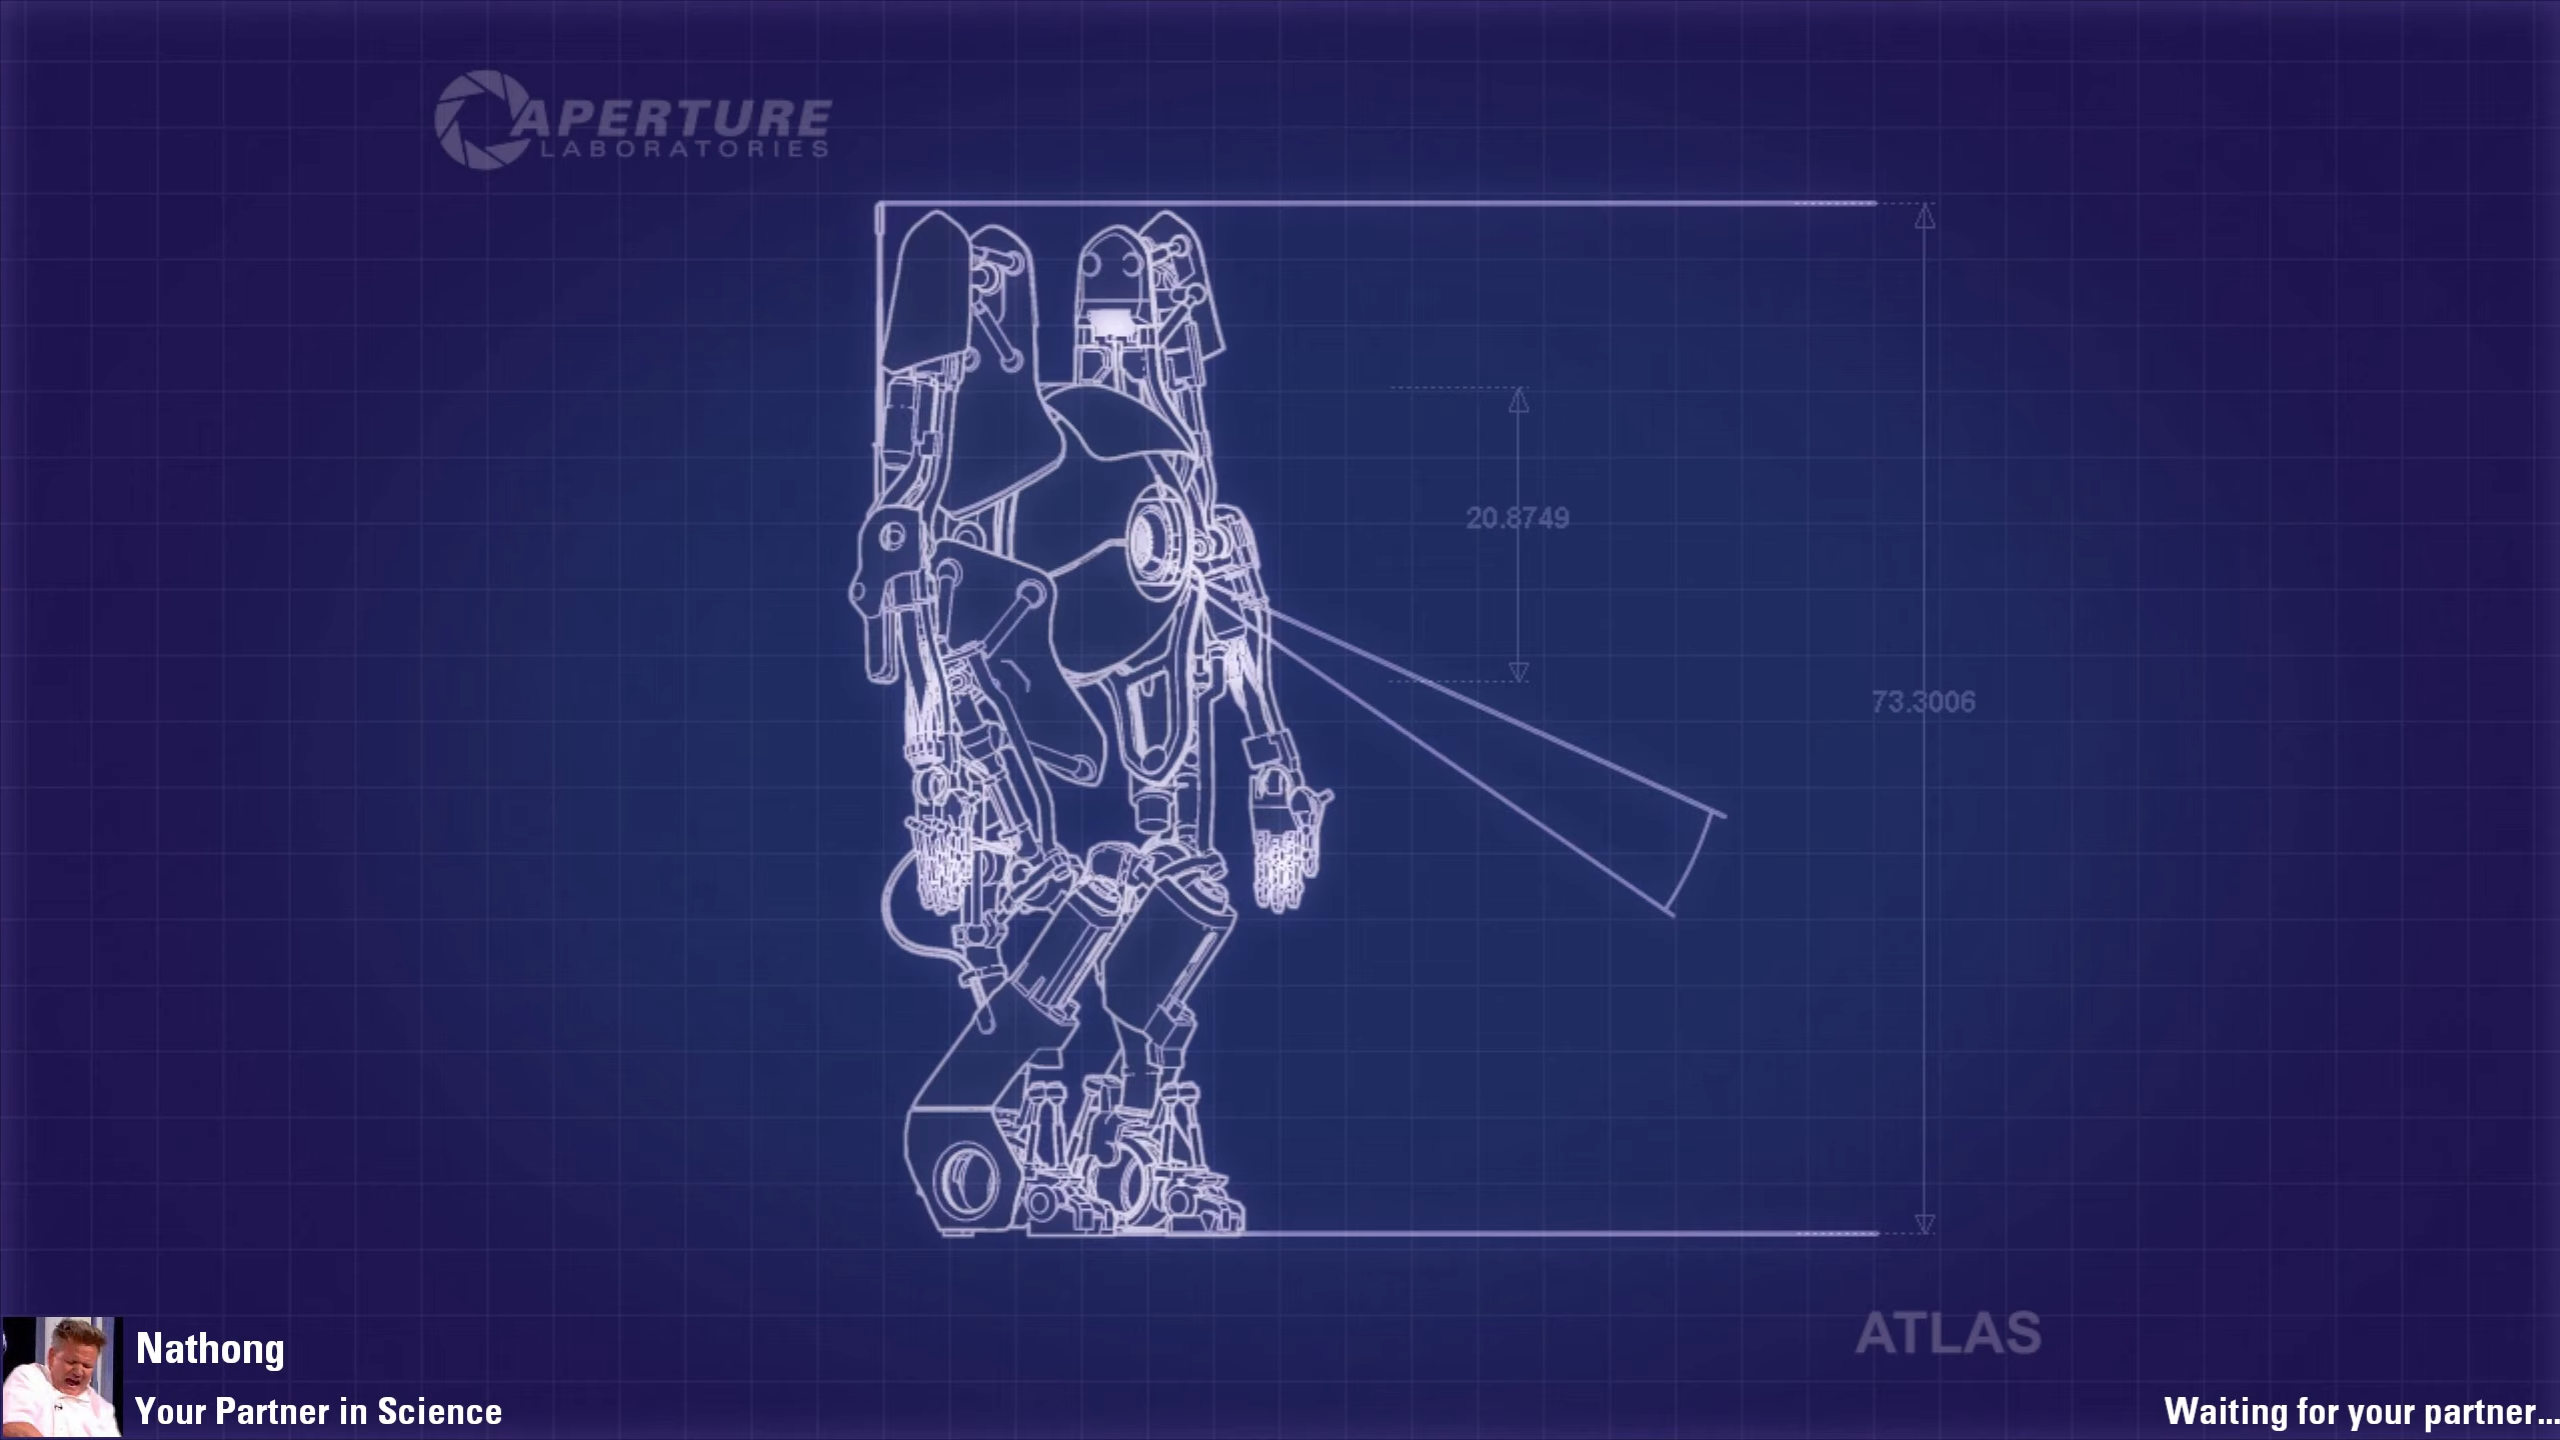 APERTURE
LABORATORIES
20.8749
73.3006
ATLAS
Nathong
Your Partner in Science
Waiting for your partner...